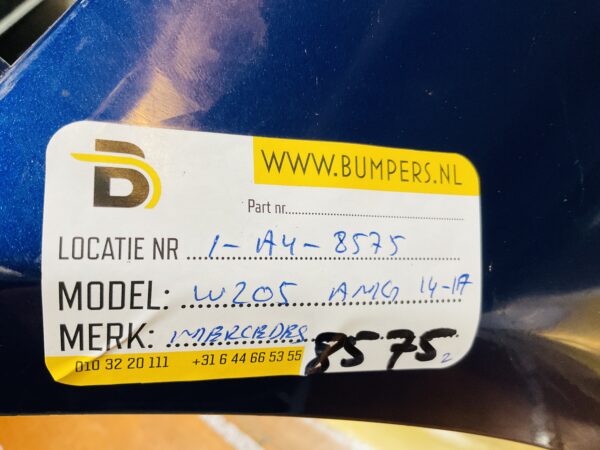 B
WWW.BUMPERS.NL
Part nr.
LOCATIE NR 1-A4-8575
MODEL: W205 AMG 14-17
MERK: MERCEDES
010 32 20 111 +31 6 44 66 53 55 8575 2